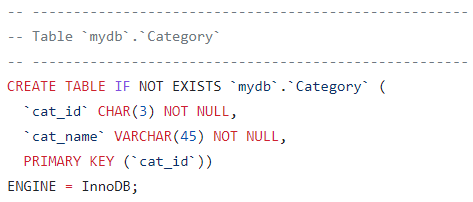 -- -----------------------------------------------------
-- Table `mydb`.`Category`
-- -----------------------------------------------------
CREATE TABLE IF NOT EXISTS `mydb`.`Category` (
  `cat_id` CHAR(3) NOT NULL,
  `cat_name` VARCHAR(45) NOT NULL,
  PRIMARY KEY (`cat_id`))
ENGINE = InnoDB;